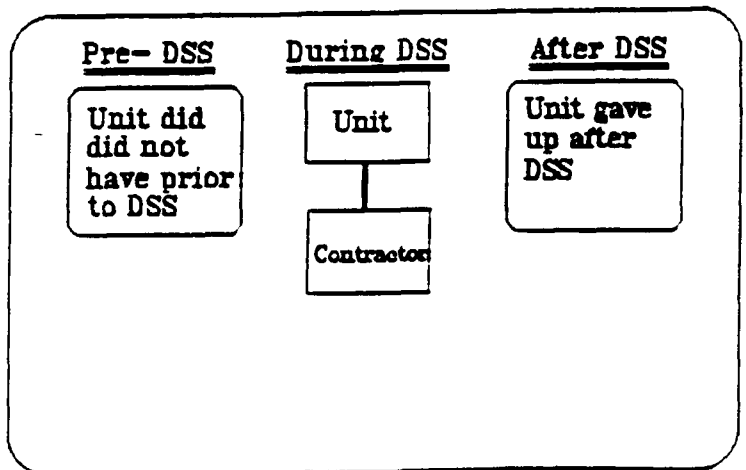 Pre- DSS
During DSS
After DSS
Unit did
did not
have prior
to DSS
Unit
Contractor
Unit gave
up after
DSS